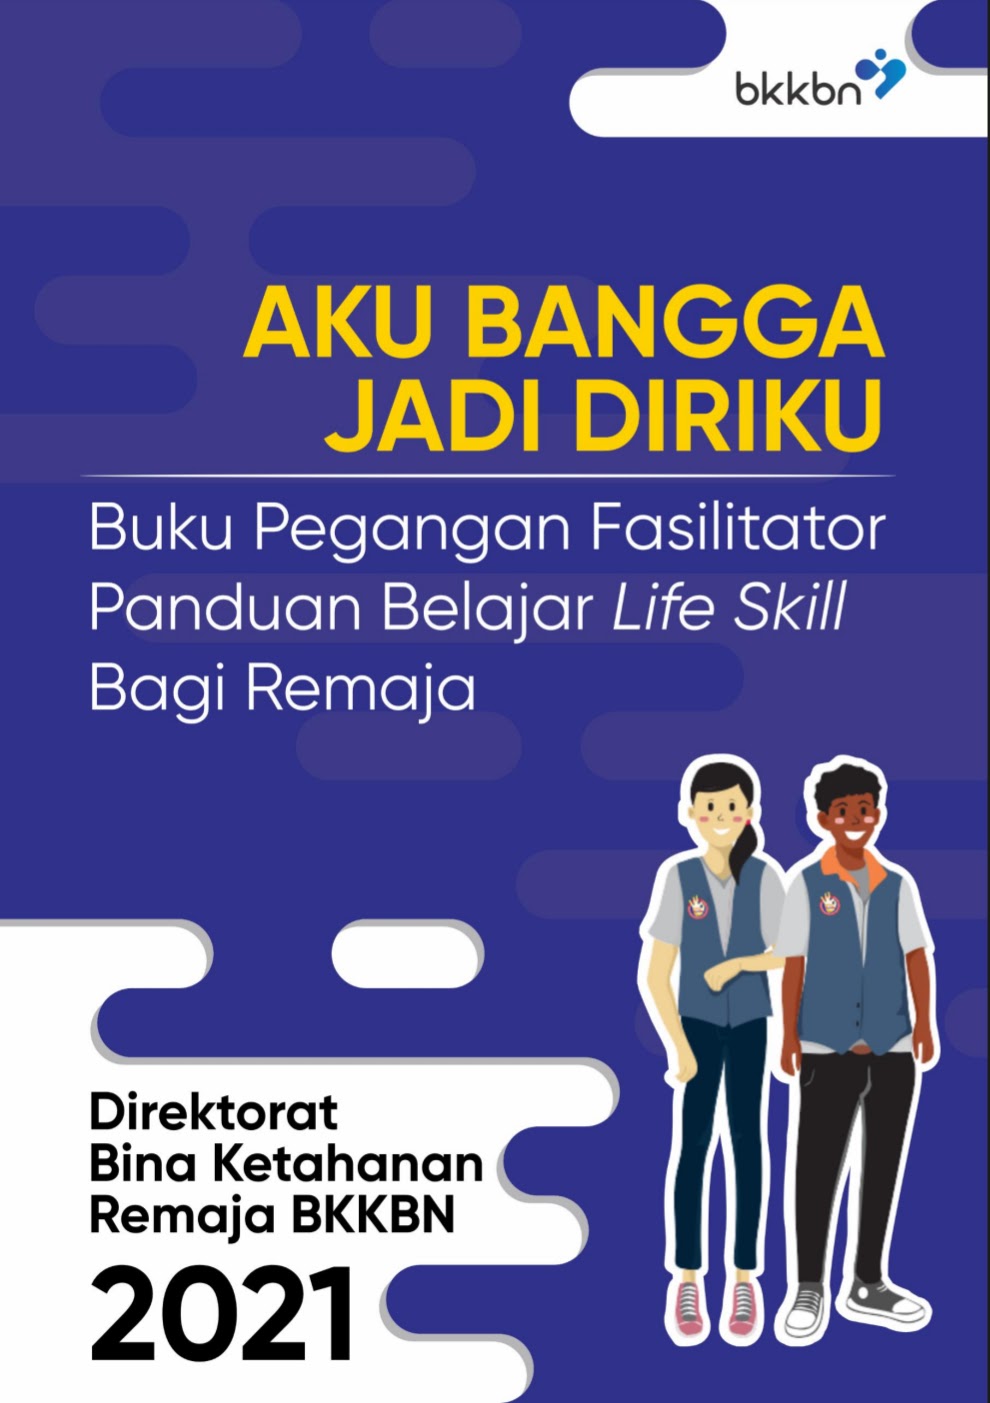 bkkbn
AKU BANGGA
JADI DIRIKU
Buku Pegangan Fasilitator
Panduan Belajar Life Skill
Bagi Remaja
Direktorat
Bina Ketahanan
Remaja BKKBN
2021